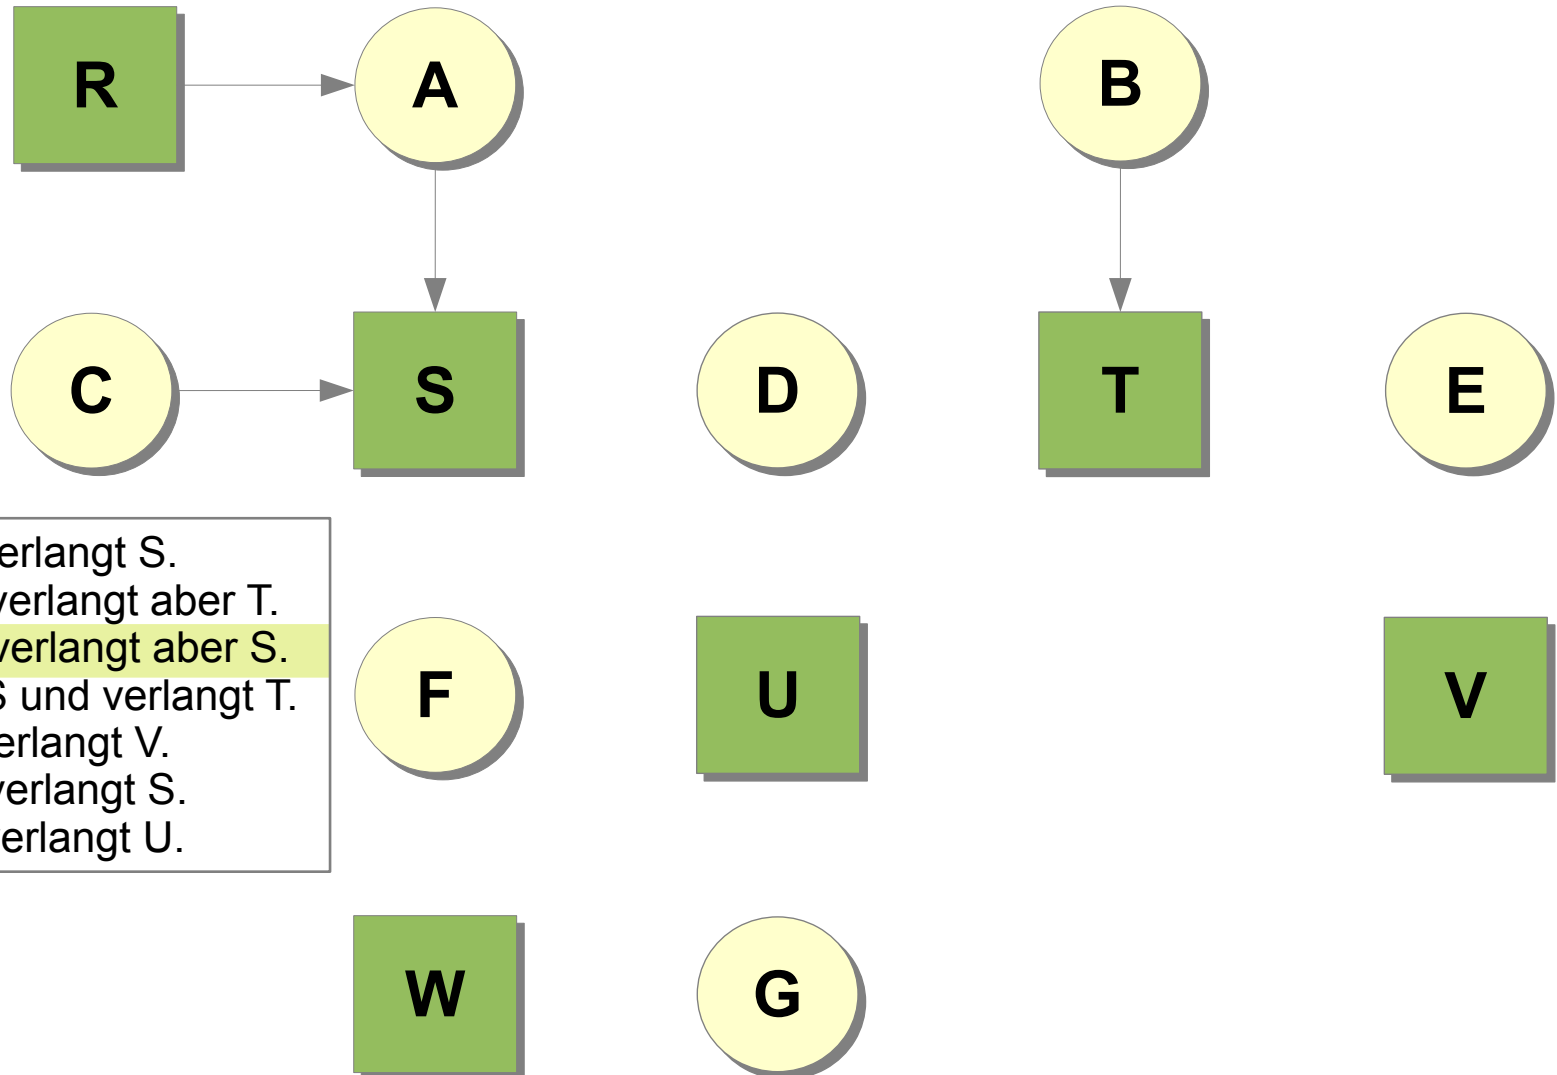 R A B
C S D T E
erlangt S.
verlangt aber T.
verlangt aber S.
S und verlangt T.
erlangt V.
verlangt S.
erlangt U.
F U V
W G